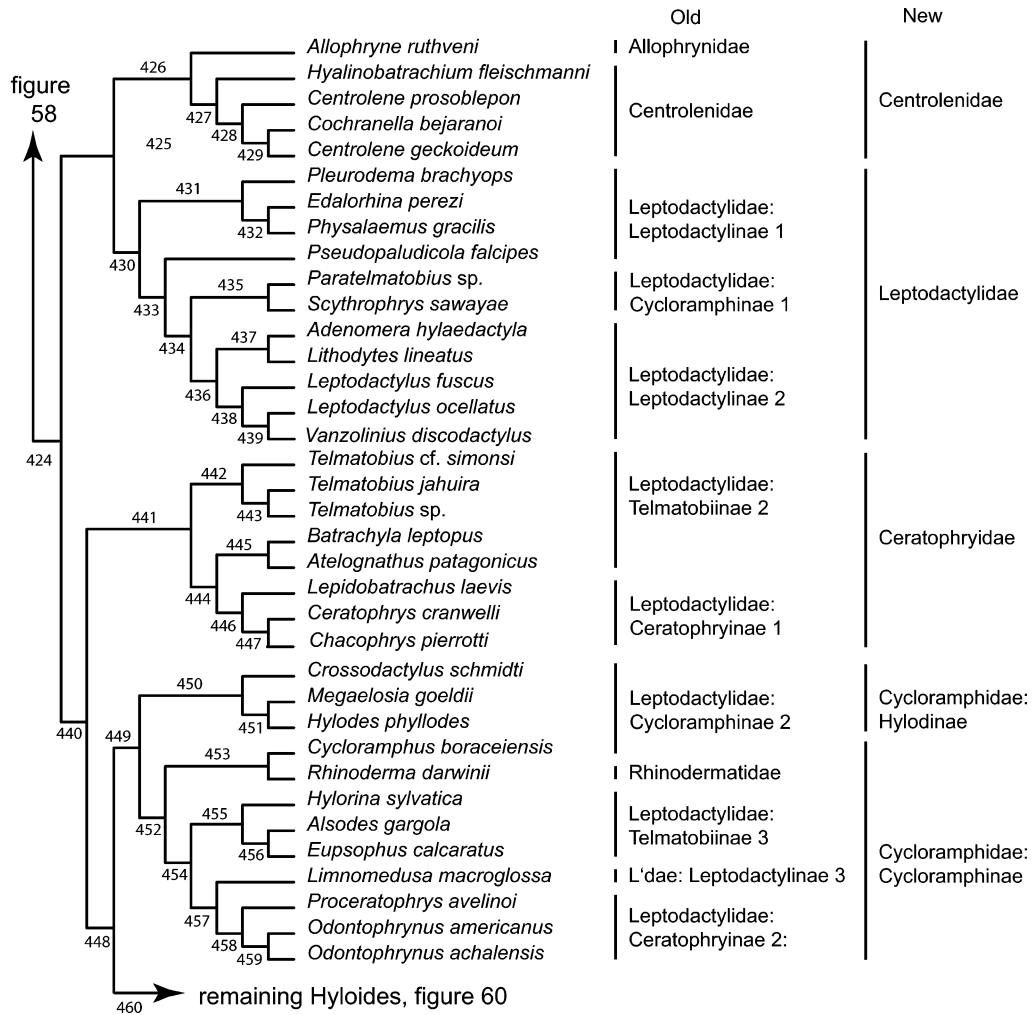 Old
New
figure
58
Allophryne ruthveni
Hyalinobatrachium fleischmanni
Centrolene prosoblepon
Cochranella bejaranoi
Centrolene geckoideum
Pleurodema brachyops
Edalorhina perezi
Physalaemus gracilis
Pseudopaludicola falcipes
Paratelmatobius sp.
Scythrophrys sawayae
Adenomera hylaedactyla
Lithodytes lineatus
Leptodactylus fuscus
Leptodactylus ocellatus
Vanzolinius discodactylus
Telmatobius cf. simonsi
Telmatobius jahuira
Telmatobius sp.
Batrachyla leptopus
Atelognathus patagonicus
Lepidobatrachus laevis
Ceratophrys cranwelli
Chacophrys pierrotti
Crossodactylus schmidti
Megaelosia goeldii
Hylodes phyllodes
Cycloramphus boraceiensis
Rhinoderma darwinii
Hylorina sylvatica
Alsodes gargola
Eupsophus calcaratus
Limnomedusa macroglossa
Proceratophrys avelinoi
Odontophrynus americanus
Odontophrynus achalensis
remaining Hyloides, figure 60
424
425
426
427
428
429
430
431
432
433
434
435
436
437
438
439
440
441
442
443
444
445
446
447
448
449
450
451
452
453
454
455
456
457
458
459
460
Allophrynidae
Centrolenidae
Leptodactylidae:
Leptodactylinae 1
Leptodactylidae:
Cycloramphinae 1
Leptodactylidae:
Leptodactylinae 2
Leptodactylidae:
Telmatobiinae 2
Leptodactylidae:
Ceratophryinae 1
Leptodactylidae:
Cycloramphinae 2
Rhinodermatidae
Leptodactylidae:
Telmatobiinae 3
L'dae: Leptodactylinae 3
Leptodactylidae:
Ceratophryinae 2:
Centrolenidae
Leptodactylidae
Ceratophryidae
Cycloramphidae:
Hylodinae
Cycloramphidae:
Cycloramphinae